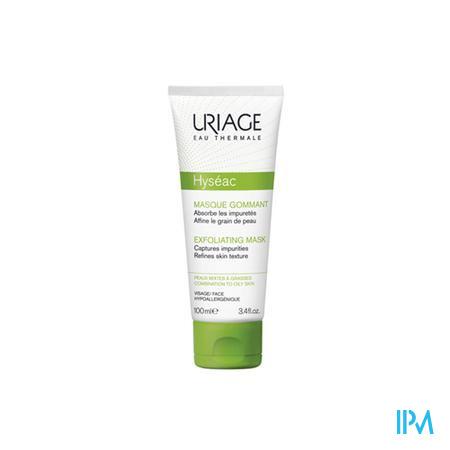 URIAGE
EAU THERMALE
Hyséac
MASQUE GOMMANT
Absorbe les impuretés
Affine le grain de peau
EXFOLIATING MASK
Captures impurities
Refines skin texture
PEAUX MIXTES À GRASSES
COMBINATION TO OILY SKIN
VISAGE/ FACE
HYPOALLERGÉNIQUE
100ml℮ 3.4fl.oz.
IPM